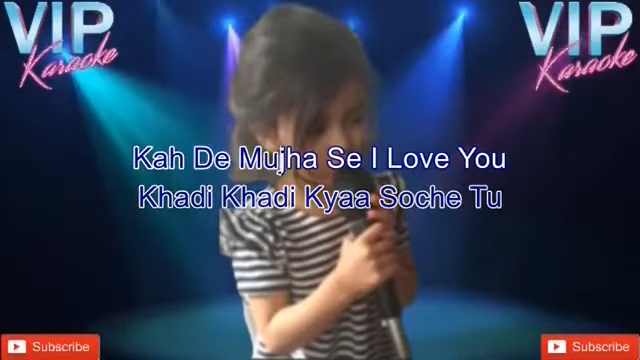 VIP VIP
Karaoke Karaoke
Kah De Mujha Se I Love You
Khadi Khadi Kyaa Soche Tu
Subscribe Subscribe